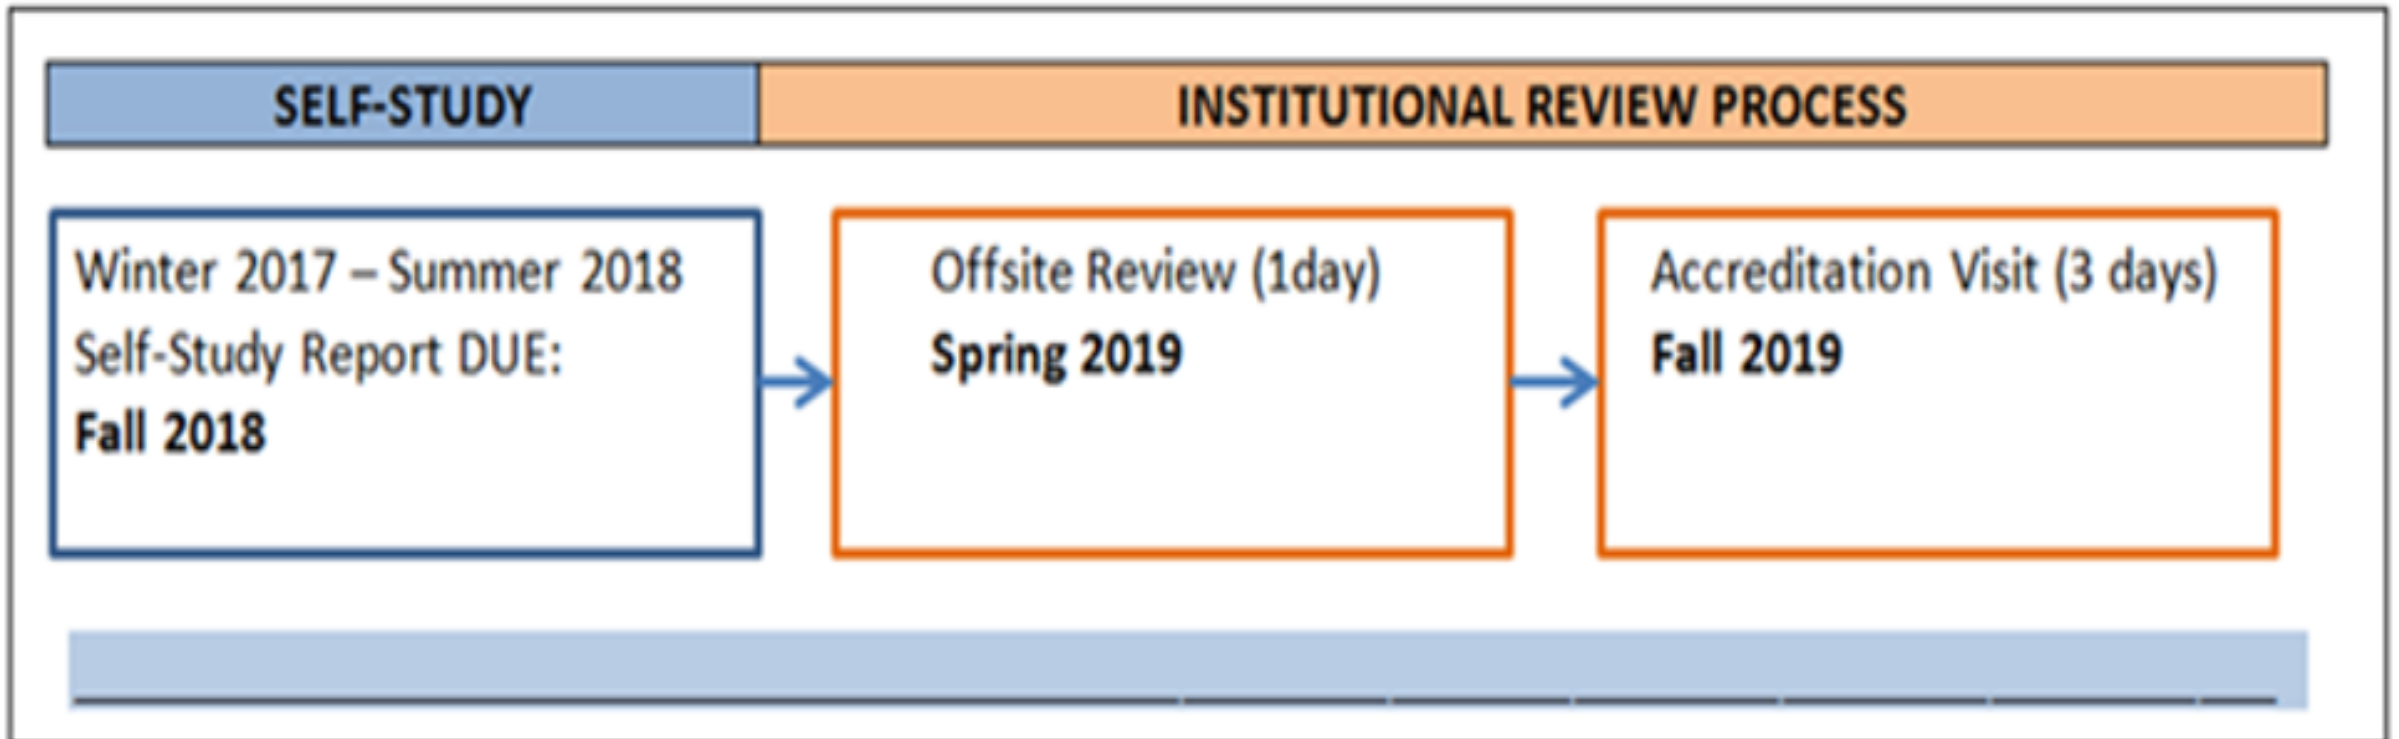 SELF-STUDY
INSTITUTIONAL REVIEW PROCESS
Winter 2017 – Summer 2018
Self-Study Report DUE:
Fall 2018
Offsite Review (1day)
Spring 2019
Accreditation Visit (3 days)
Fall 2019